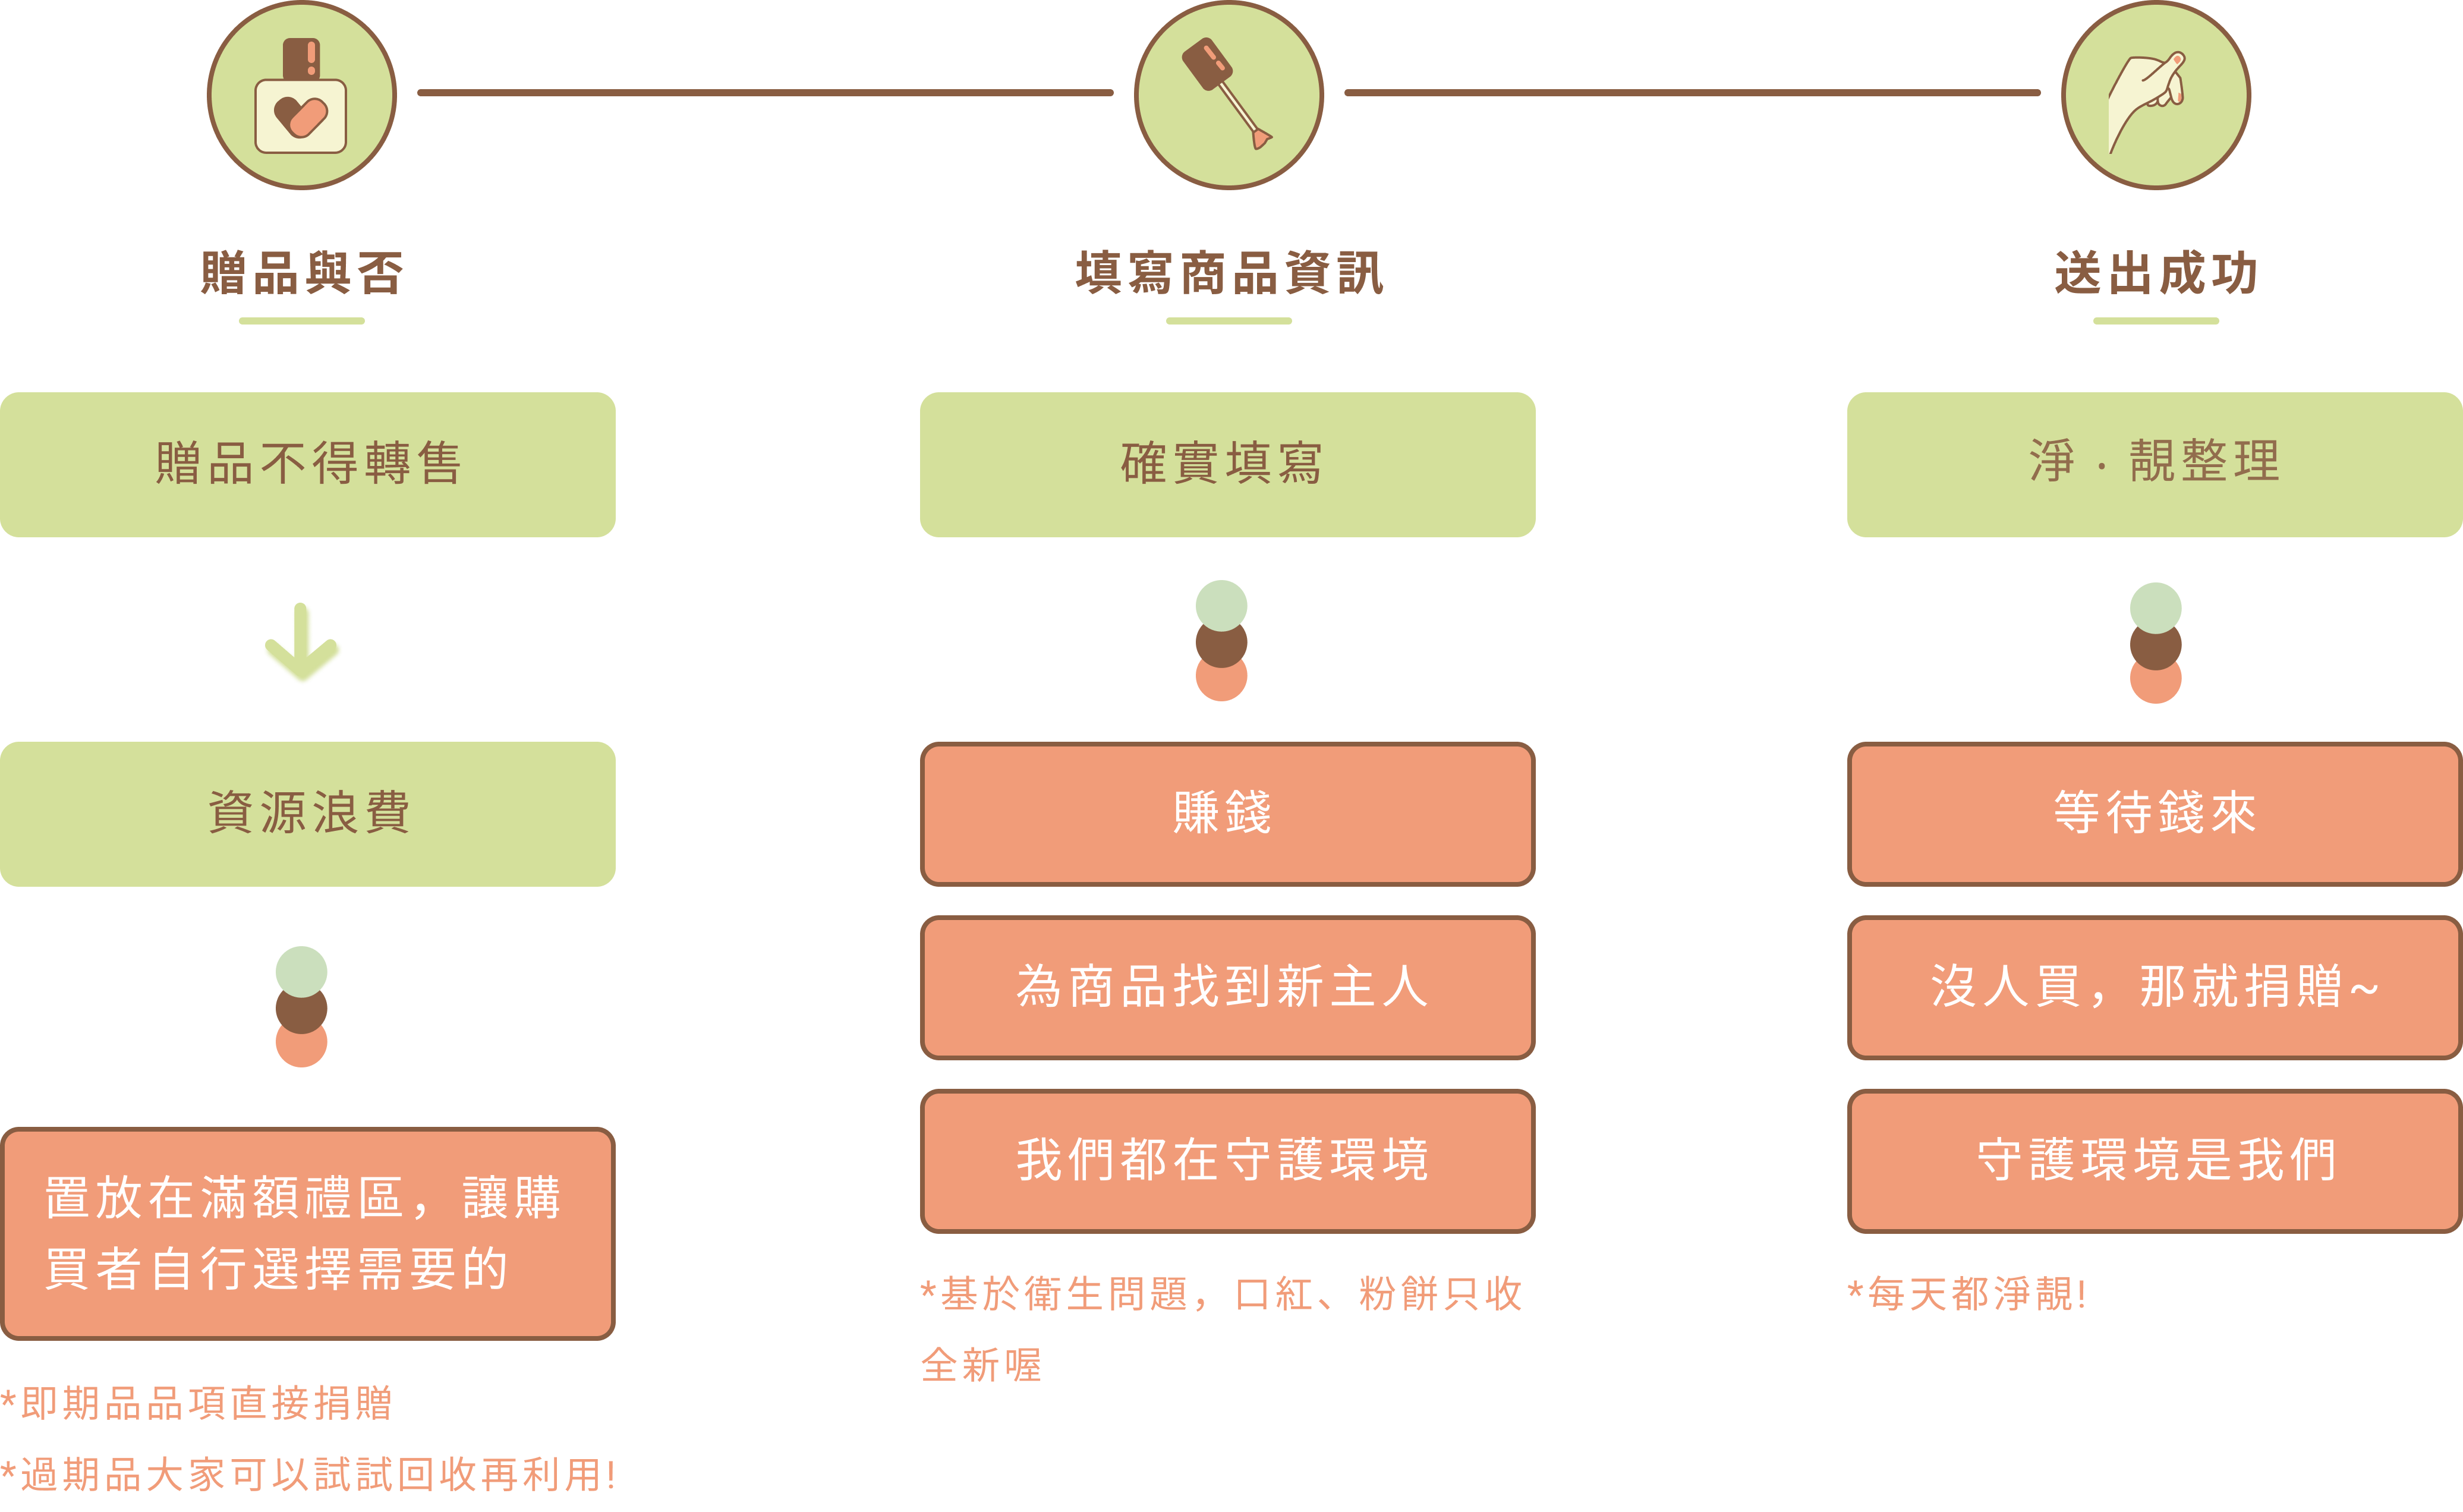 贈品與否
贈品不得轉售
資源浪費
置放在滿額禮區，讓購
買者自行選擇需要的
*即期品品項直接捐贈
*過期品大家可以試試回收再利用!
填寫商品資訊
確實填寫
賺錢
為商品找到新主人
我們都在守護環境
*基於衛生問題，口紅、粉餅只收
全新喔
送出成功
淨·靚整理
等待錢來
沒人買，那就捐贈~
守護環境是我們
*每天都淨靚!